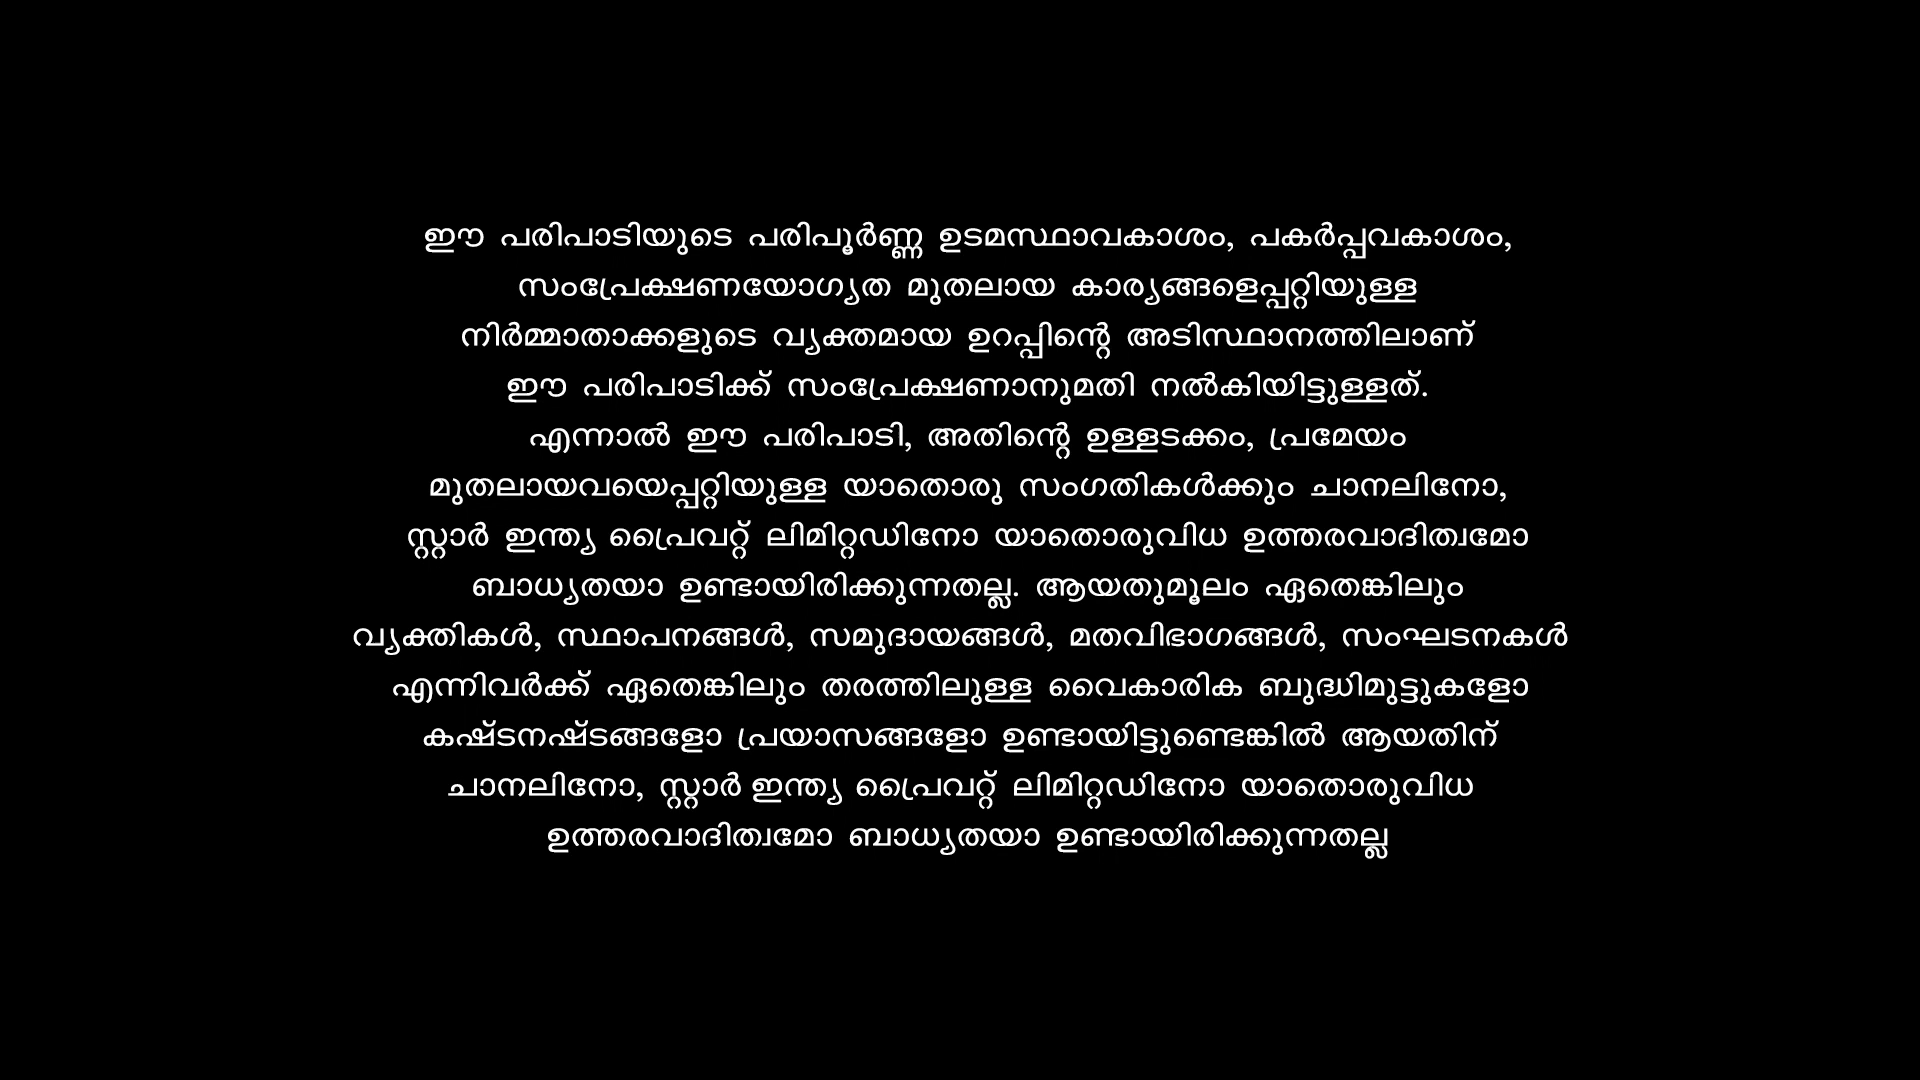 ഈ പരിപാടിയുടെ പരിപൂർണ്ണ ഉടമസ്ഥാവകാശം, പകർപ്പവകാശം,
സംപ്രേക്ഷണയോഗ്യത മുതലായ കാര്യങ്ങളെപ്പറ്റിയുള്ള
നിർമ്മാതാക്കളുടെ വ്യക്തമായ ഉറപ്പിന്റെ അടിസ്ഥാനത്തിലാണ്
ഈ പരിപാടിക്ക് സംപ്രേക്ഷണാനുമതി നൽകിയിട്ടുള്ളത്.
എന്നാൽ ഈ പരിപാടി, അതിന്റെ ഉള്ളടക്കം, പ്രമേയം
മുതലായവയെപ്പറ്റിയുള്ള യാതൊരു സംഗതികൾക്കും ചാനലിനോ,
സ്റ്റാർ ഇന്ത്യ പ്രൈവറ്റ് ലിമിറ്റഡിനോ യാതൊരുവിധ ഉത്തരവാദിത്വമോ
ബാധ്യതയാ ഉണ്ടായിരിക്കുന്നതല്ല. ആയതുമൂലം ഏതെങ്കിലും
വ്യക്തികൾ, സ്ഥാപനങ്ങൾ, സമുദായങ്ങൾ, മതവിഭാഗങ്ങൾ, സംഘടനകൾ
എന്നിവർക്ക് ഏതെങ്കിലും തരത്തിലുള്ള വൈകാരിക ബുദ്ധിമുട്ടുകളോ
കഷ്ടനഷ്ടങ്ങളോ പ്രയാസങ്ങളോ ഉണ്ടായിട്ടുണ്ടെങ്കിൽ ആയതിന്
ചാനലിനോ, സ്റ്റാർ ഇന്ത്യ പ്രൈവറ്റ് ലിമിറ്റഡിനോ യാതൊരുവിധ
ഉത്തരവാദിത്വമോ ബാധ്യതയാ ഉണ്ടായിരിക്കുന്നതല്ല